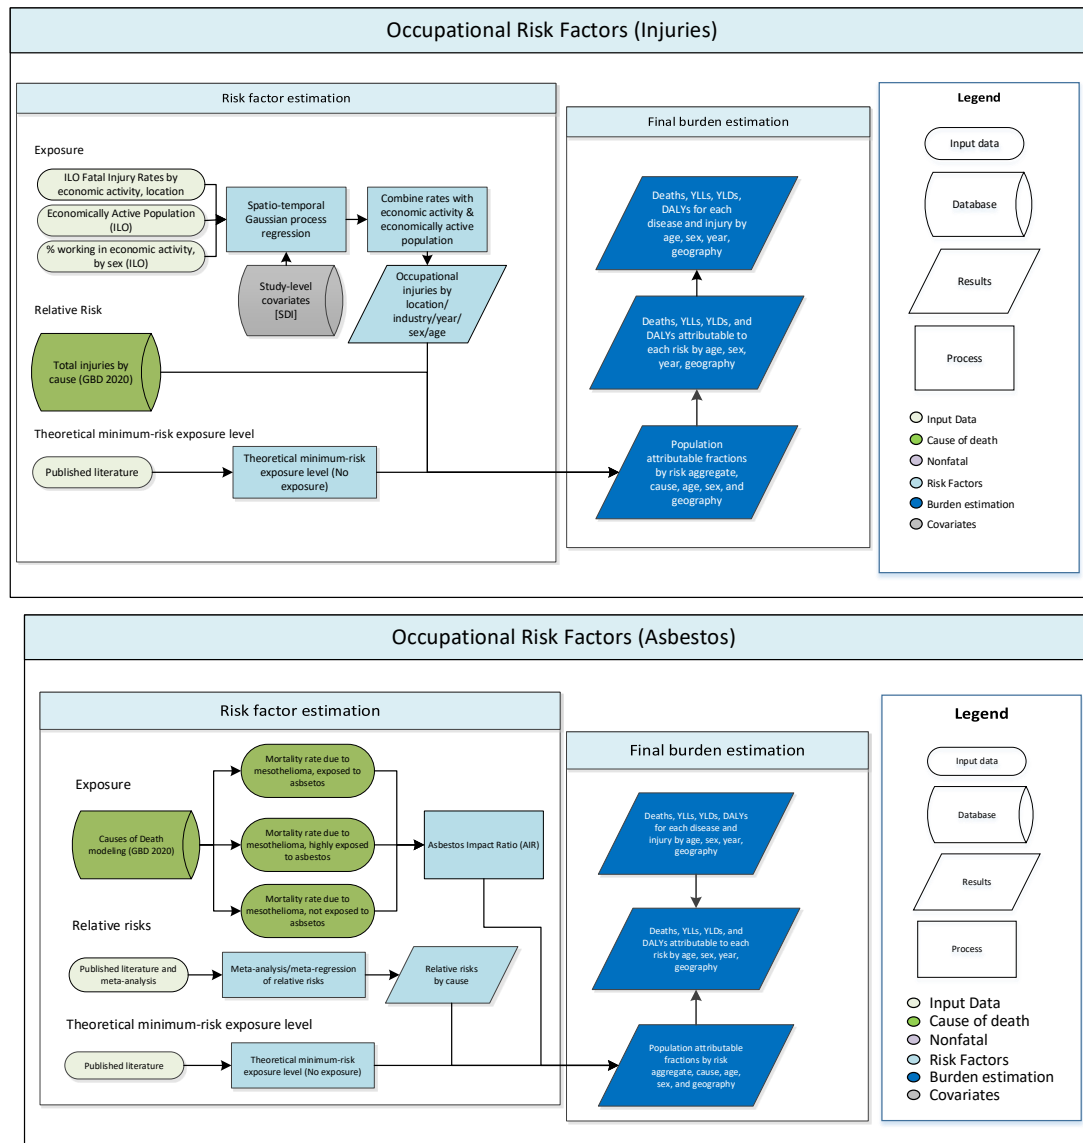 Occupational Risk Factors (Injuries)
Risk factor estimation
Exposure
ILO Fatal Injury Rates by
economic activity, location
Economically Active Population
(ILO)
% working in economic activity,
by sex (ILO)
Spatio-temporal
Gaussian process
regression
Combine rates with
economic activity &
economically active
population
Study-level
covariates
[SDI]
Occupational
injuries by
location/
industry/year/
sex/age
Relative Risk
Total injuries by
cause (GBD 2020)
Theoretical minimum-risk exposure level
Published literature
Theoretical minimum-risk
exposure level (No
exposure)
Final burden estimation
Deaths, YLLs, YLDs,
DALYs for each
disease and injury by
age, sex, year,
geography
Deaths, YLLs, YLDs, and
DALYs attributable to
each risk by age, sex,
year, geography
Population
attributable fractions
by risk aggregate,
cause, age, sex, and
geography
Legend
Input data
Database
Results
Process
Input Data
Cause of death
Nonfatal
Risk Factors
Burden estimation
Covariates
Occupational Risk Factors (Asbestos)
Risk factor estimation
Exposure
Causes of Death
modeling (GBD 2020)
Mortality rate due to
mesothelioma, exposed to
asbsetos
Mortality rate due to
mesothelioma, highly exposed
to asbestos
Mortality rate due to
mesothelioma, not exposed to
asbsetos
Asbestos Impact Ratio (AIR)
Relative risks
Published literature and
meta-analysis
Meta-analysis/meta-regression
of relative risks
Relative risks
by cause
Theoretical minimum-risk exposure level
Published literature
Theoretical minimum-risk
exposure level (No exposure)
Final burden estimation
Deaths, YLLs, YLDs, DALYs
for each disease and
injury by age, sex, year,
geography
Deaths, YLLs, YLDs, and
DALYs attributable to each
risk by age, sex, year,
geography
Population attributable
fractions by risk
aggregate, cause, age,
sex, and geography
Legend
Input data
Database
Results
Process
Input Data
Cause of death
Nonfatal
Risk Factors
Burden estimation
Covariates